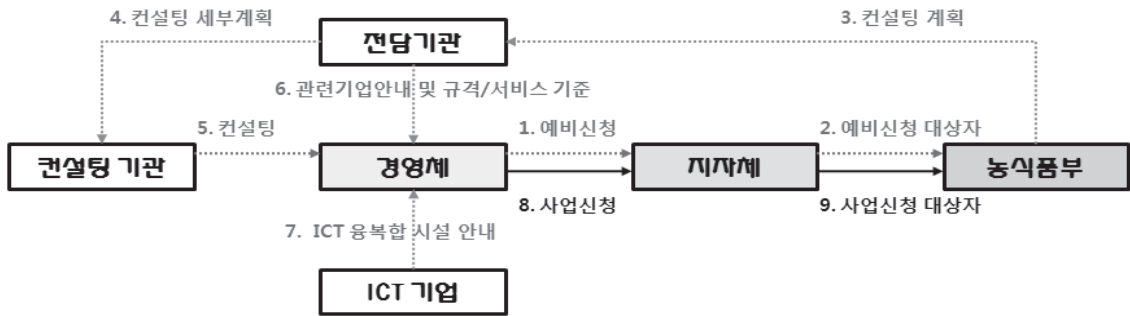 4. 컨설팅 세부계획
3. 컨설팅 계획
전담기관
6. 관련기업안내 및 규격/서비스 기준
5. 컨설팅
1. 예비신청
2. 예비신청 대상자
컨설팅 기관
경영체
지자체
농식품부
8. 사업신청
9. 사업신청 대상자
7. ICT 융복합 시설 안내
ICT 기업